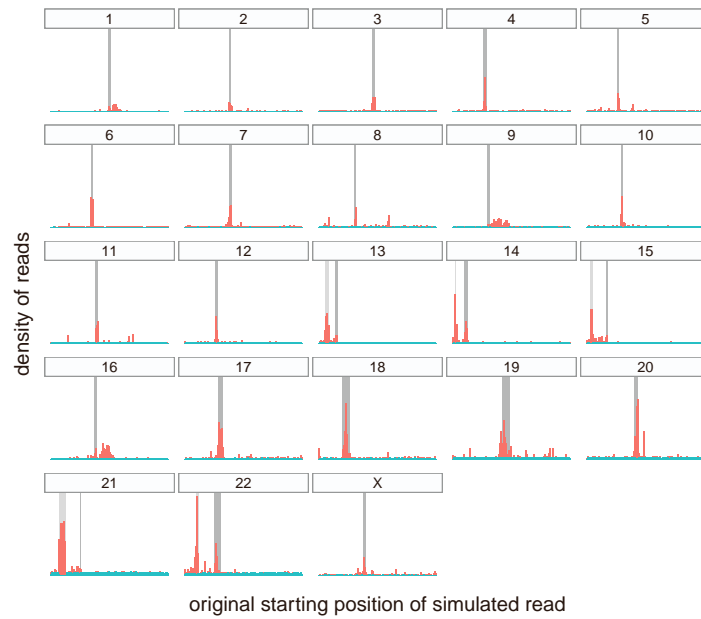 1 2 3 4 5
6 7 8 9 10
11 12 13 14 15
16 17 18 19 20
21 22 X
density of reads
original starting position of simulated read